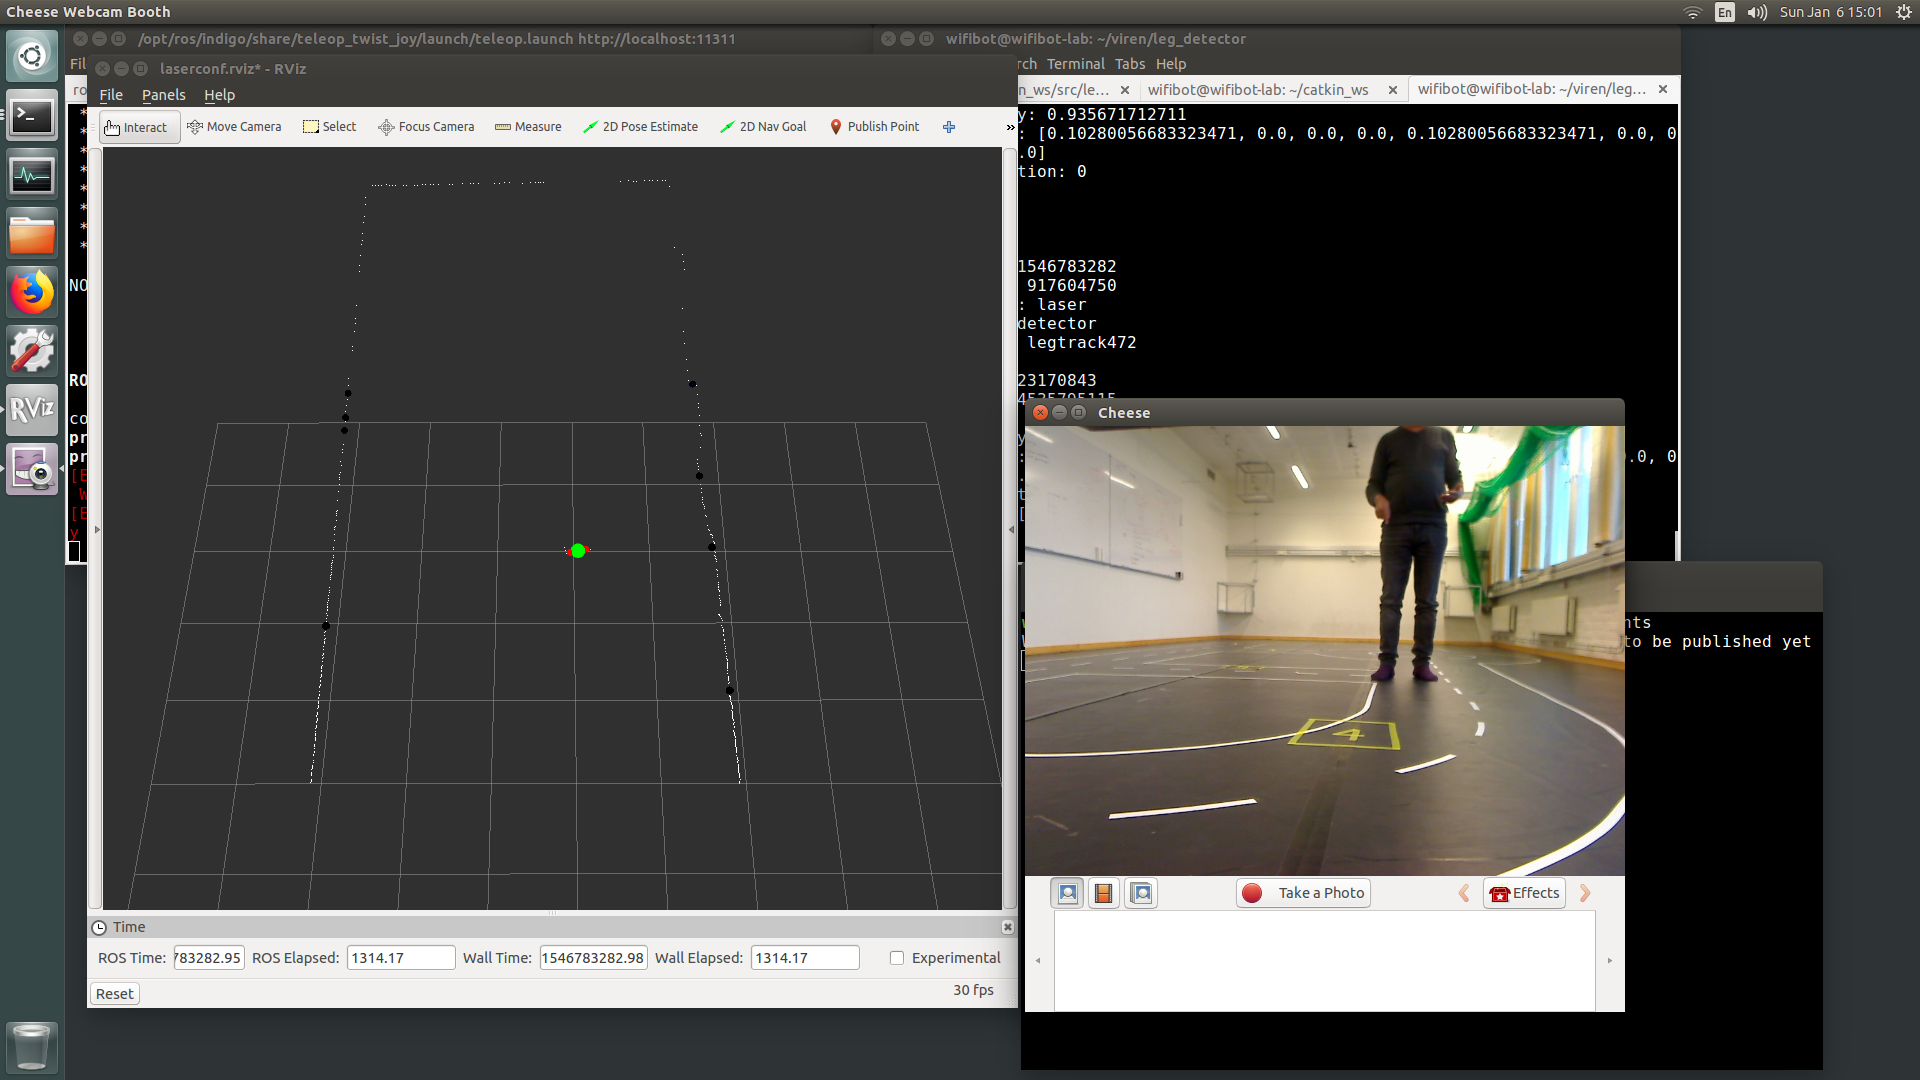 Cheese Webcam Booth
En
Sun Jan 6 15:01
/opt/ros/indigo/share/teleop_twist_joy/launch/teleop.launch http://localhost:11311
wifibot@wifibot-lab: ~/viren/leg_detector
Fil
rch Terminal Tabs Help
ro
n_ws/src/le...
wifibot@wifibot-lab: ~/catkin_ws
wifibot@wifibot-lab: ~/viren/leg...
laserconf.rviz* - RViz
File Panels Help
Interact Move Camera Select Focus Camera Measure 2D Pose Estimate 2D Nav Goal Publish Point
*
*
*
*
*
*
*
*
NO
RO
co
pr
pr
[E
W
[E
y
y: 0.935671712711
: [0.10280056683323471, 0.0, 0.0, 0.0, 0.10280056683323471, 0.0, 0
.0]
tion: 0
1546783282
917604750
: laser
detector
legtrack472
23170843
4535795115
y
:
.0, 0
.
t
[
Cheese
4
nts
to be published yet
Take a Photo
Effects
Time
ROS Time: 783282.95 ROS Elapsed: 1314.17 Wall Time: 1546783282.98 Wall Elapsed: 1314.17 Experimental
Reset
30 fps
RViz